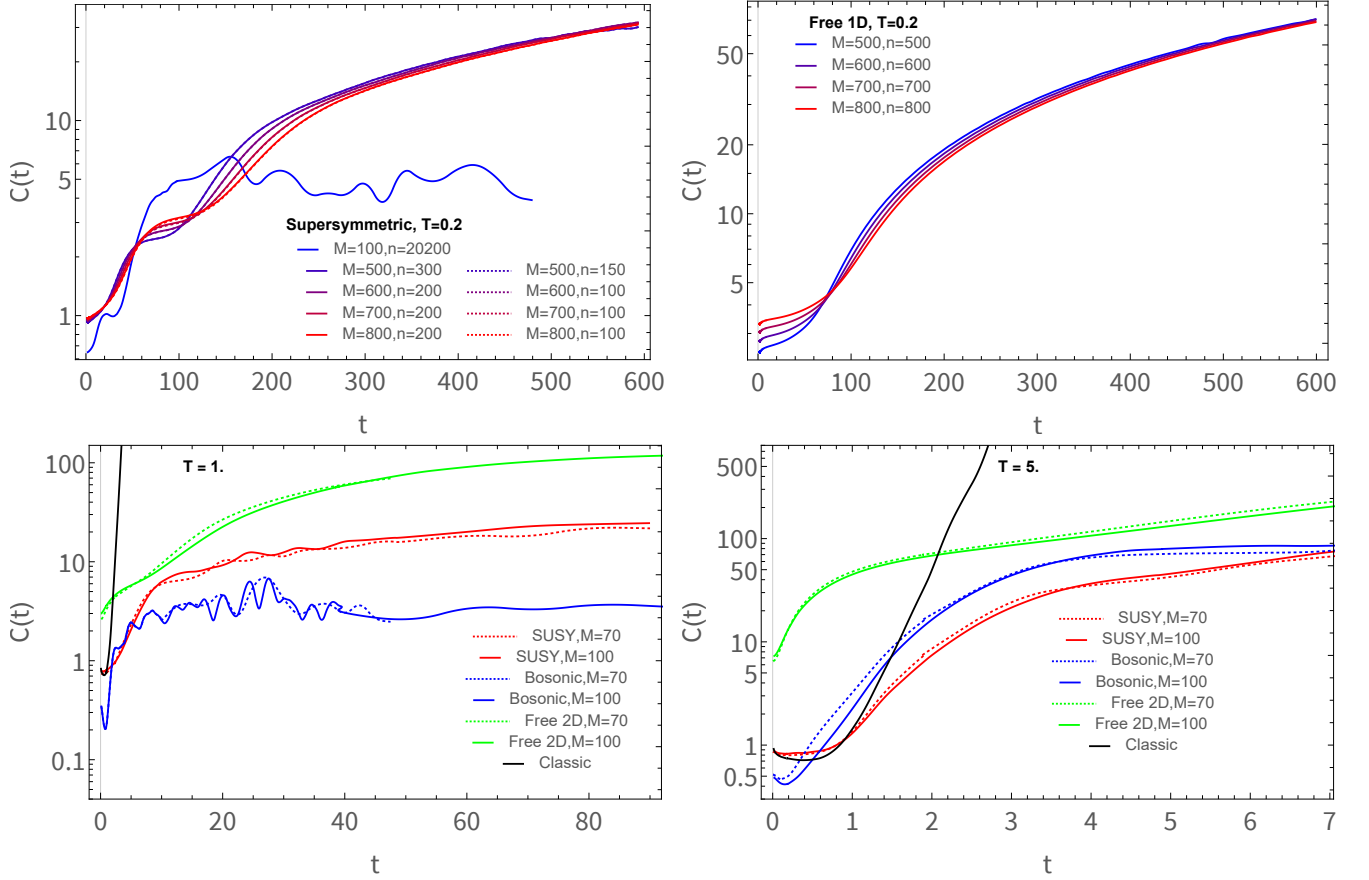 C(t)
10
5
1
0
100
200
300
400
500
600
t
Supersymmetric, T=0.2
M=100,n=20200
M=500,n=300 M=500,n=150
M=600,n=200 M=600,n=100
M=700,n=200 M=700,n=100
M=800,n=200 M=800,n=100
C(t)
50
20
10
5
0
100
200
300
400
500
600
t
Free 1D, T=0.2
M=500,n=500
M=600,n=600
M=700,n=700
M=800,n=800
C(t)
100
10
1
0.1
0
20
40
60
80
t
T = 1.
SUSY,M=70
SUSY,M=100
Bosonic,M=70
Bosonic,M=100
Free 2D,M=70
Free 2D,M=100
Classic
C(t)
500
100
50
10
5
1
0.5
0
1
2
3
4
5
6
7
t
T = 5.
SUSY,M=70
SUSY,M=100
Bosonic,M=70
Bosonic,M=100
Free 2D,M=70
Free 2D,M=100
Classic